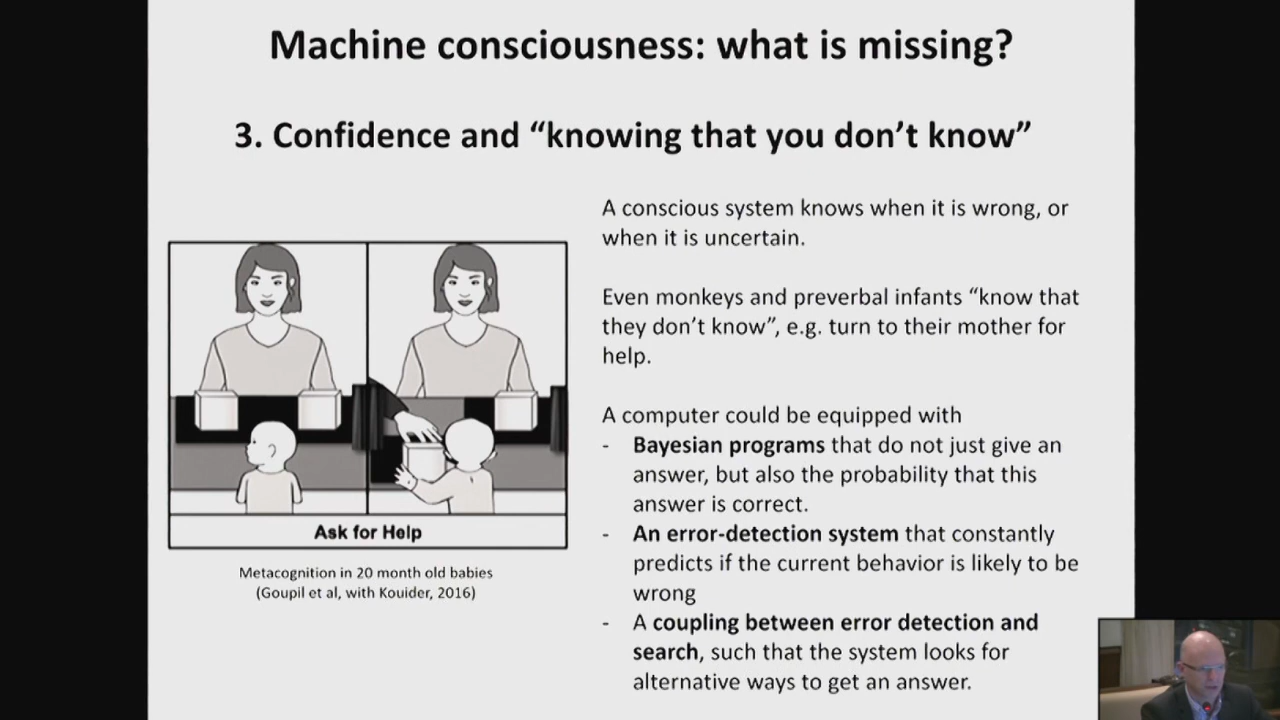 Machine consciousness: what is missing?
3. Confidence and “knowing that you don’t know”
A conscious system knows when it is wrong, or
when it is uncertain.
Even monkeys and preverbal infants “know that
they don’t know”, e.g. turn to their mother for
help.
A computer could be equipped with
- Bayesian programs that do not just give an
answer, but also the probability that this
answer is correct.
- An error-detection system that constantly
predicts if the current behavior is likely to be
wrong
- A coupling between error detection and
search, such that the system looks for
alternative ways to get an answer.
Ask for Help
Metacognition in 20 month old babies
(Goupil et al, with Kouider, 2016)